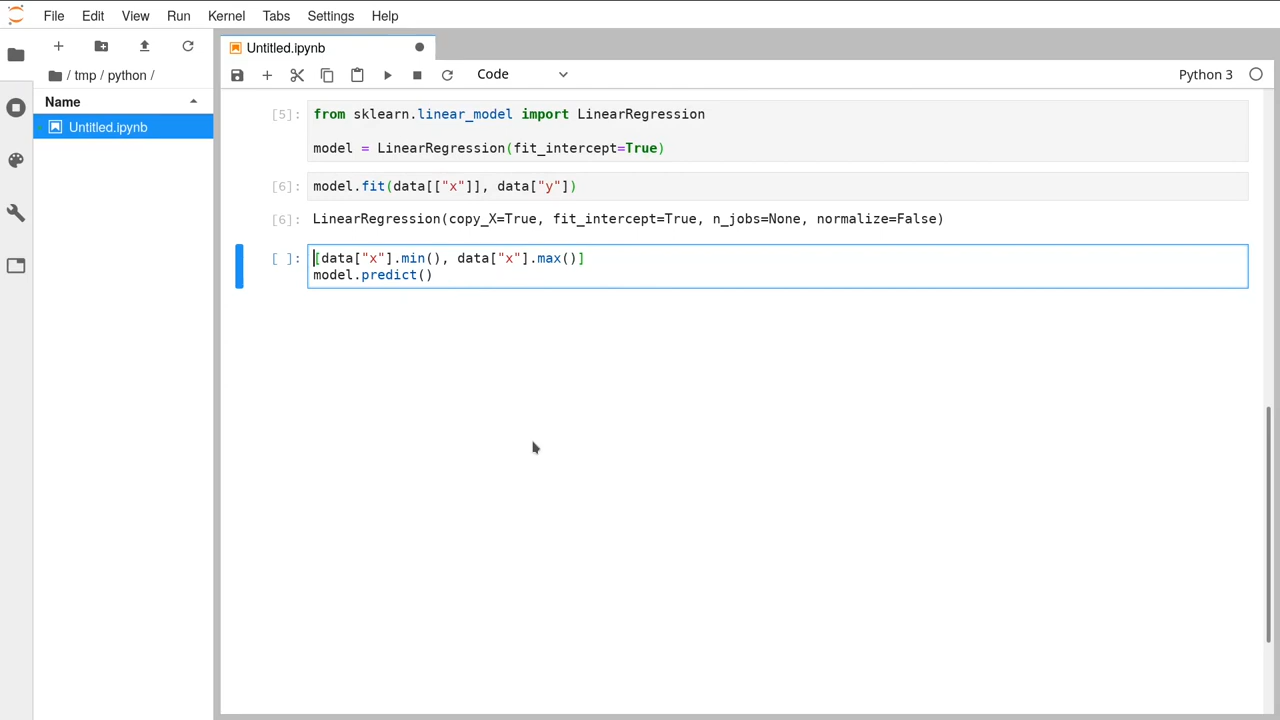 File Edit View Run Kernel Tabs Settings Help
/ tmp / python /
Name
Untitled.ipynb
Untitled.ipynb
Code
Python 3
[5]:
from sklearn.linear_model import LinearRegression
model = LinearRegression(fit_intercept=True)
[6]:
model.fit(data[["x"]], data["y"])
[6]:
LinearRegression(copy_X=True, fit_intercept=True, n_jobs=None, normalize=False)
[ ]:
[data["x"].min(), data["x"].max()]
model.predict()